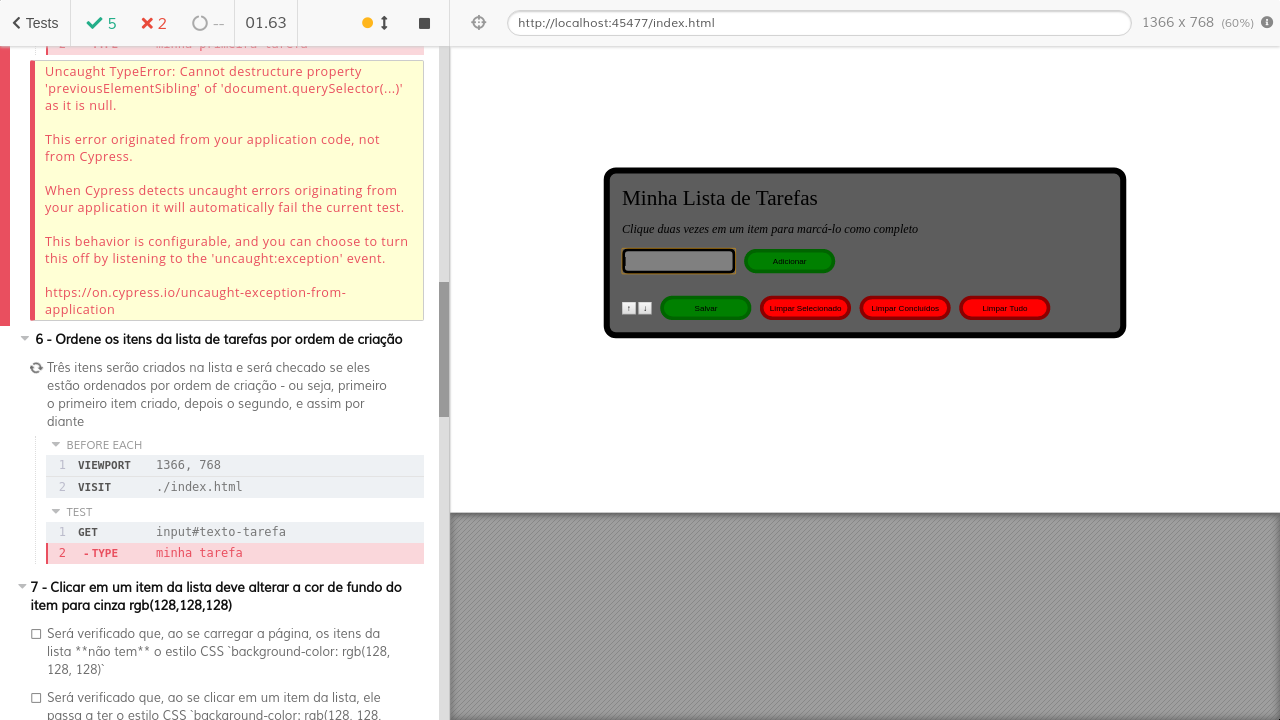 Tests
5
2
--
01.63
http://localhost:45477/index.html
1366 x 768 (60%)
2 - TYPE minha primeira tarefa
Uncaught TypeError: Cannot destructure property
'previousElementSibling' of 'document.querySelector(...)'
as it is null.
This error originated from your application code, not
from Cypress.
When Cypress detects uncaught errors originating from
your application it will automatically fail the current test.
This behavior is configurable, and you can choose to turn
this off by listening to the 'uncaught:exception' event.
https://on.cypress.io/uncaught-exception-from-
application
6 - Ordene os itens da lista de tarefas por ordem de criação
Três itens serão criados na lista e será checado se eles
estão ordenados por ordem de criação - ou seja, primeiro
o primeiro item criado, depois o segundo, e assim por
diante
BEFORE EACH
1 VIEWPORT 1366, 768
2 VISIT ./index.html
TEST
1 GET input#texto-tarefa
2 - TYPE minha tarefa
7 - Clicar em um item da lista deve alterar a cor de fundo do
item para cinza rgb(128,128,128)
Será verificado que, ao se carregar a página, os itens da
lista **não tem** o estilo CSS `background-color: rgb(128,
128, 128)`
Será verificado que, ao se clicar em um item da lista, ele
passa a ter o estilo CSS `background-color: rgb(128, 128,
Minha Lista de Tarefas
Clique duas vezes em um item para marcá-lo como completo
Adicionar
↑ ↓ Salvar Limpar Selecionado Limpar Concluidos Limpar Tudo